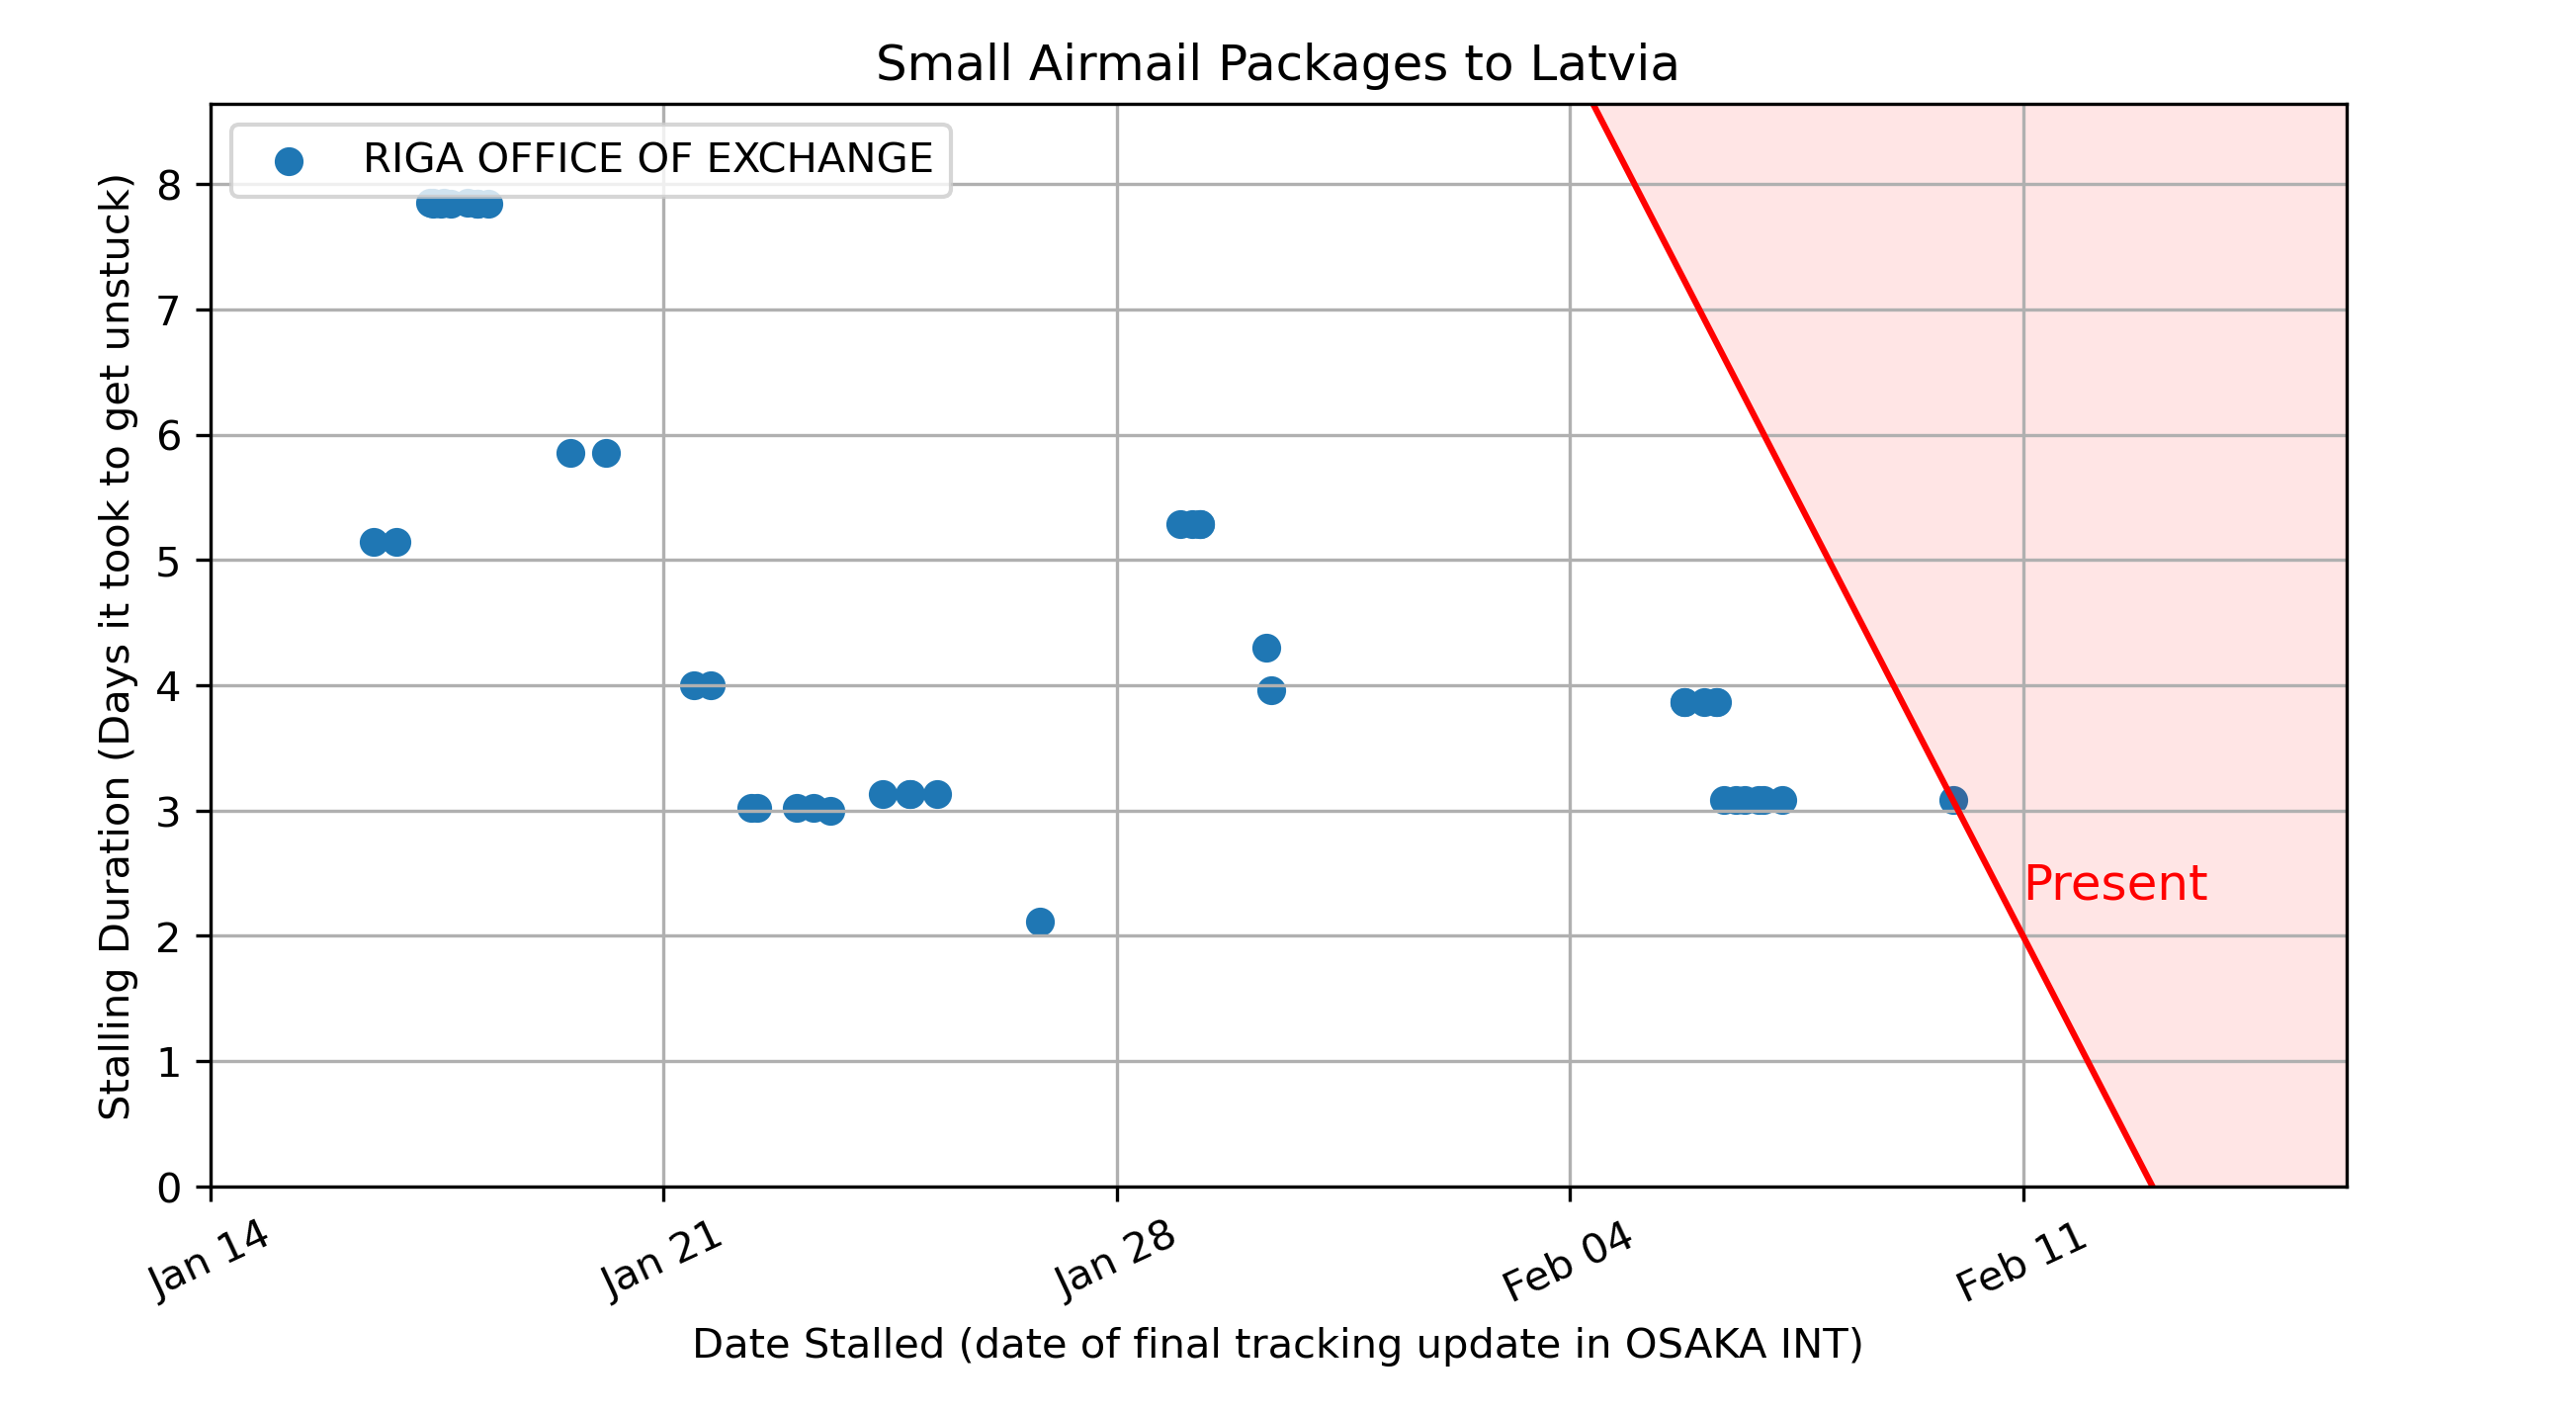 Small Airmail Packages to Latvia
RIGA OFFICE OF EXCHANGE
Stalling Duration (Days it took to get unstuck)
8
7
6
5
4
3
2
1
0
Present
Jan 14
Jan 21
Jan 28
Feb 04
Feb 11
Date Stalled (date of final tracking update in OSAKA INT)